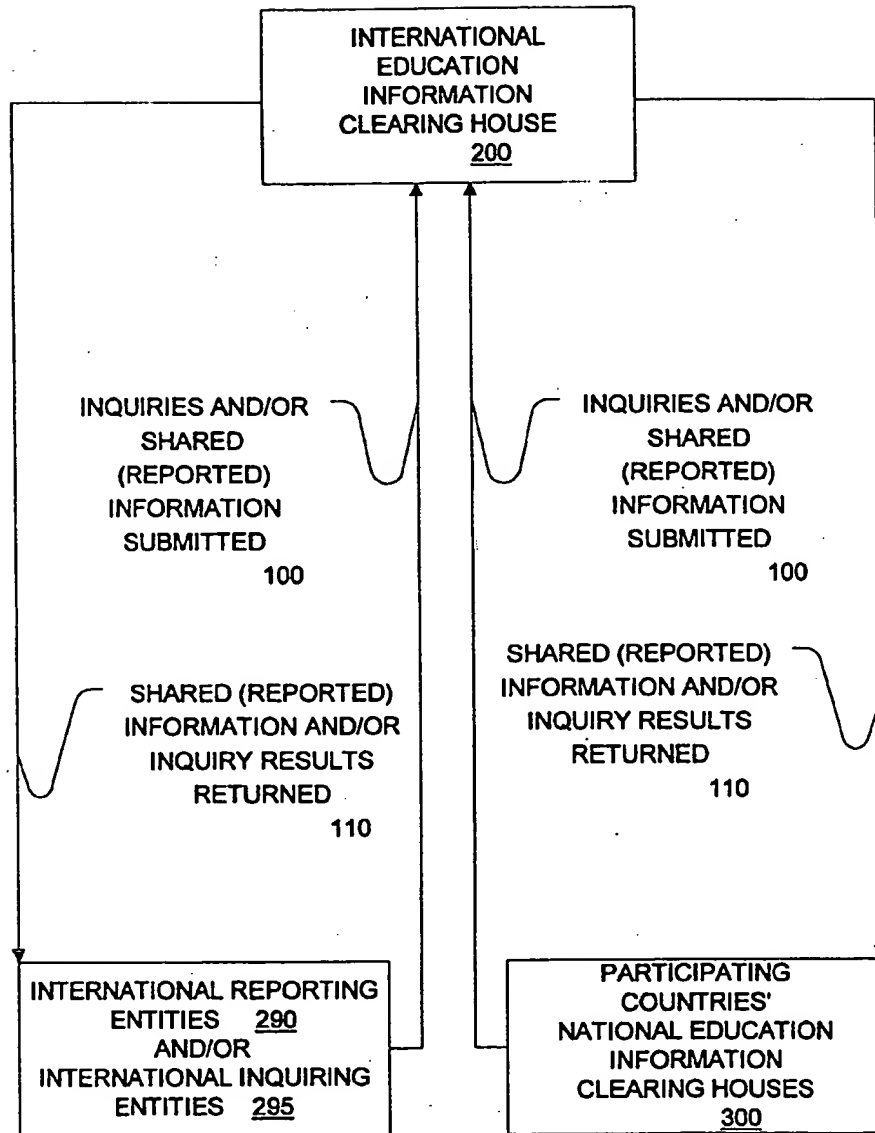 INTERNATIONAL
EDUCATION
INFORMATION
CLEARING HOUSE
200
INQUIRIES AND/OR
SHARED
(REPORTED)
INFORMATION
SUBMITTED
100
INQUIRIES AND/OR
SHARED
(REPORTED)
INFORMATION
SUBMITTED
100
SHARED (REPORTED)
INFORMATION AND/OR
INQUIRY RESULTS
RETURNED
110
SHARED (REPORTED)
INFORMATION AND/OR
INQUIRY RESULTS
RETURNED
110
INTERNATIONAL REPORTING
ENTITIES 290
AND/OR
INTERNATIONAL INQUIRING
ENTITIES 295
PARTICIPATING
COUNTRIES'
NATIONAL EDUCATION
INFORMATION
CLEARING HOUSES
300